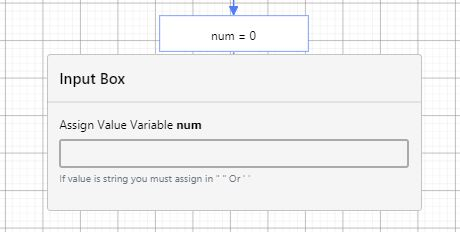 num = 0
Input Box
Assign Value Variable num
If value is string you must assign in " " Or ' '